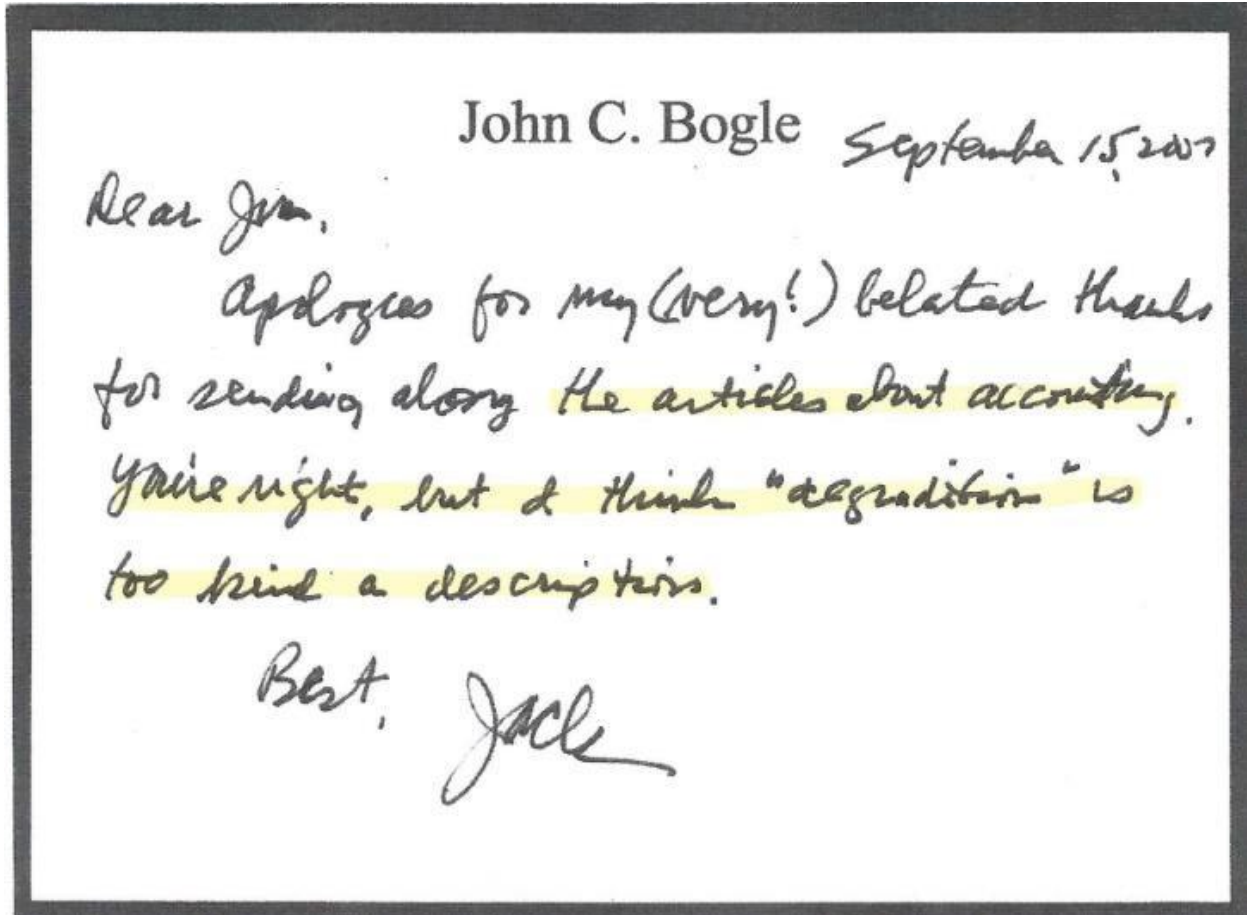 John C. Bogle
September 15, 2007
Dear Jim,
Apologies for my (very!) belated thanks
for sending along the articles about accounting.
You're right, but I think "degradation" is
too kind a description.
Best,
Jack